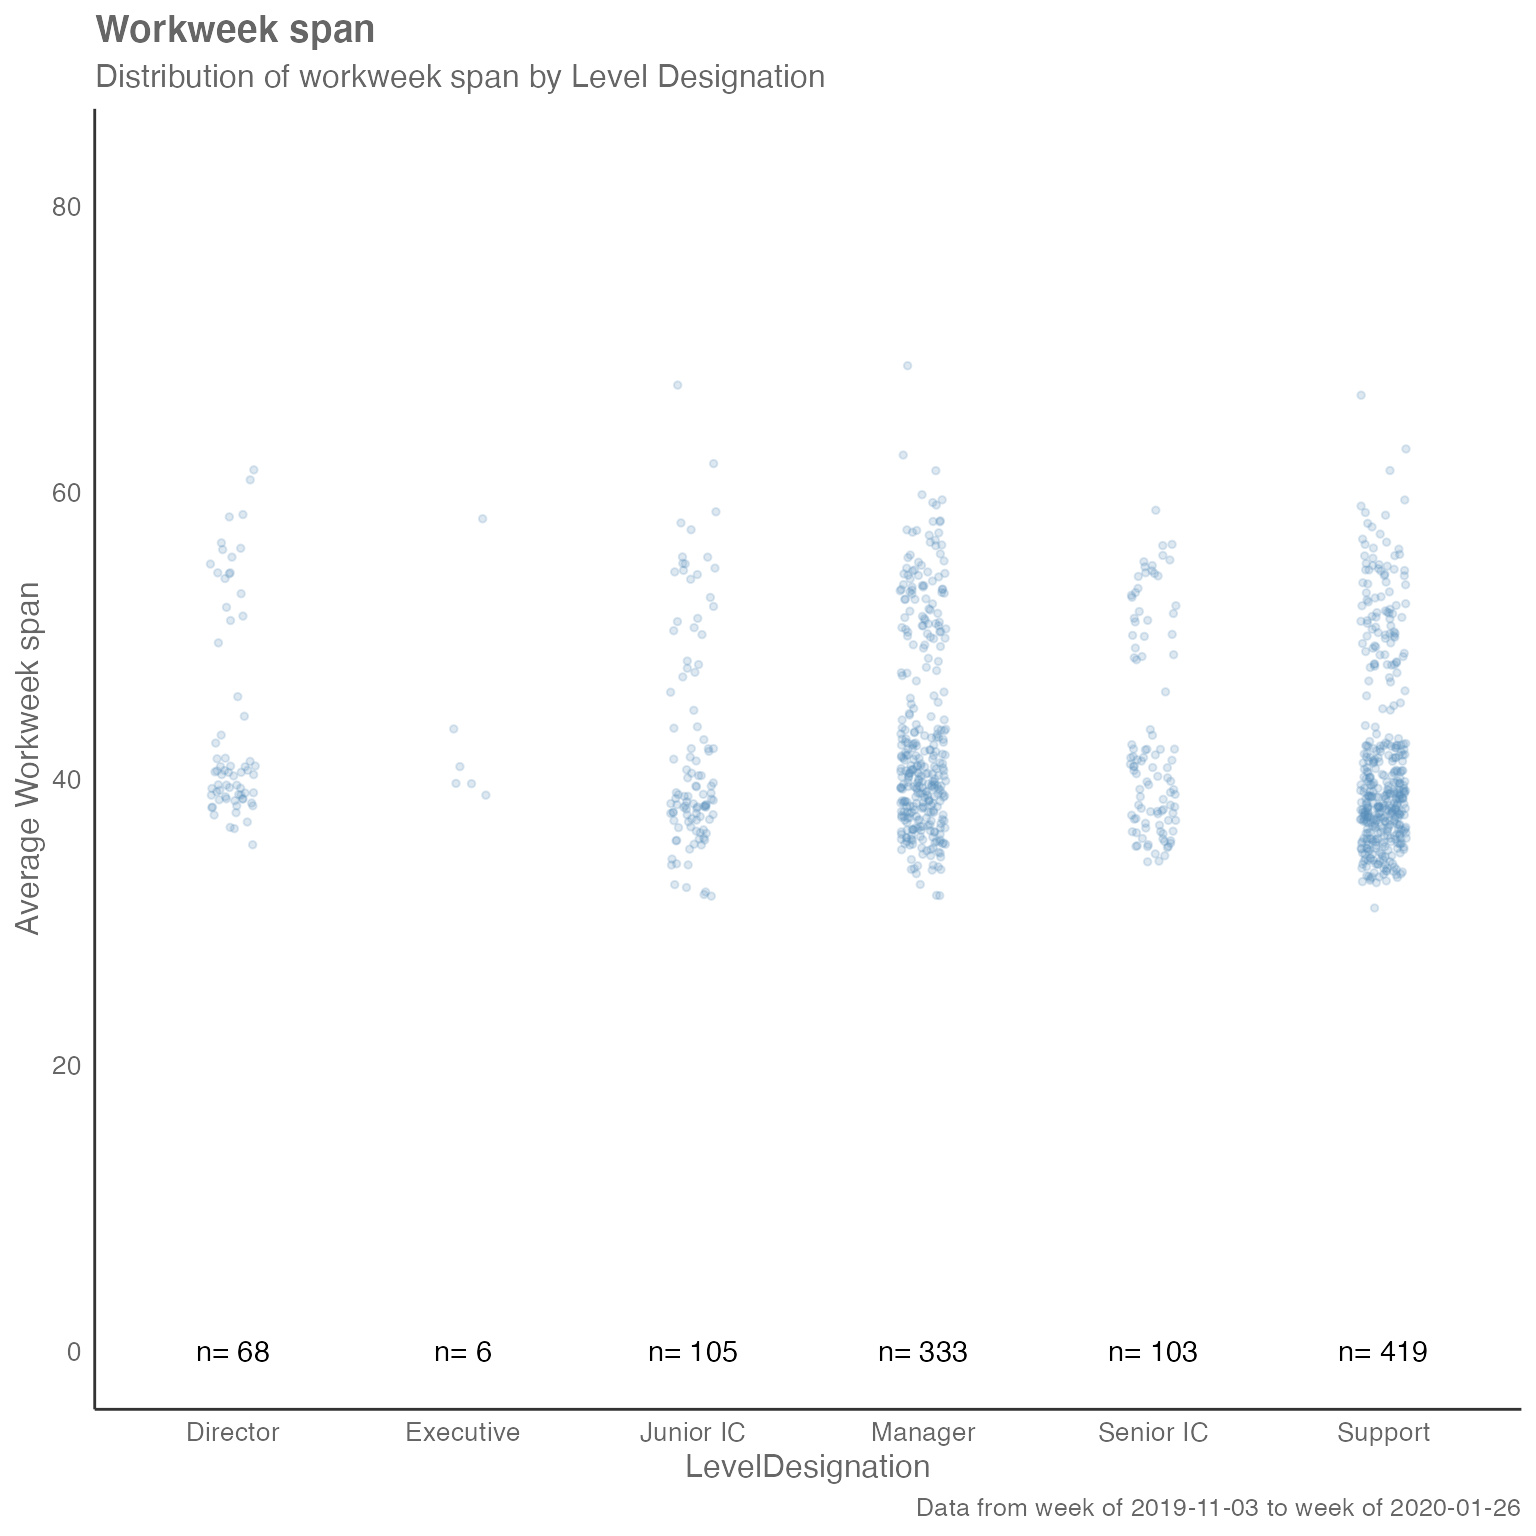 Workweek span
Distribution of workweek span by Level Designation
Average Workweek span
80
60
40
20
0
n= 68 n= 6 n= 105 n= 333 n= 103 n= 419
Director Executive Junior IC Manager Senior IC Support
LevelDesignation
Data from week of 2019-11-03 to week of 2020-01-26